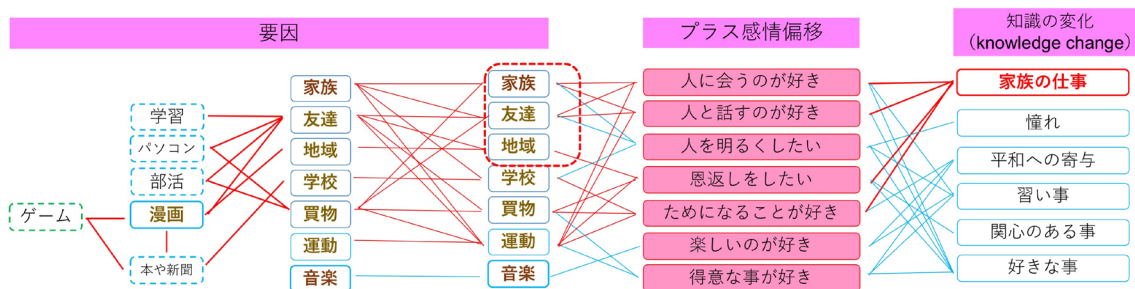 要因
プラス感情偏移
知識の変化
(knowledge change)
ゲーム
学習
パソコン
部活
漫画
本や新聞
家族
友達
地域
学校
買物
運動
音楽
家族
友達
地域
学校
買物
運動
音楽
人に会うのが好き
人と話すのが好き
人を明るくしたい
恩返しをしたい
ためになることが好き
楽しいのが好き
得意な事が好き
家族の仕事
憧れ
平和への寄与
習い事
関心のある事
好きな事